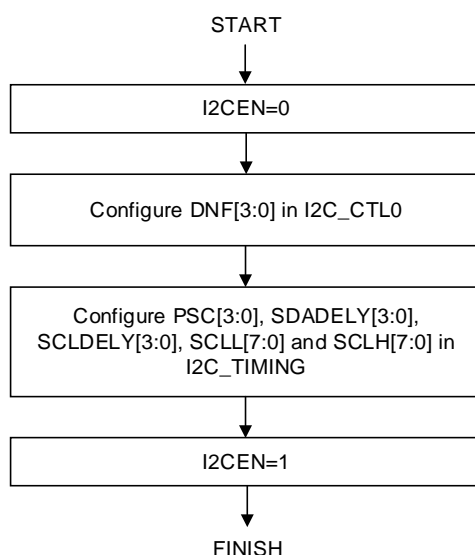 START
I2CEN=0
Configure DNF[3:0] in I2C_CTL0
Configure PSC[3:0], SDADELY[3:0],
SCLDELY[3:0], SCLL[7:0] and SCLH[7:0] in
I2C_TIMING
I2CEN=1
FINISH